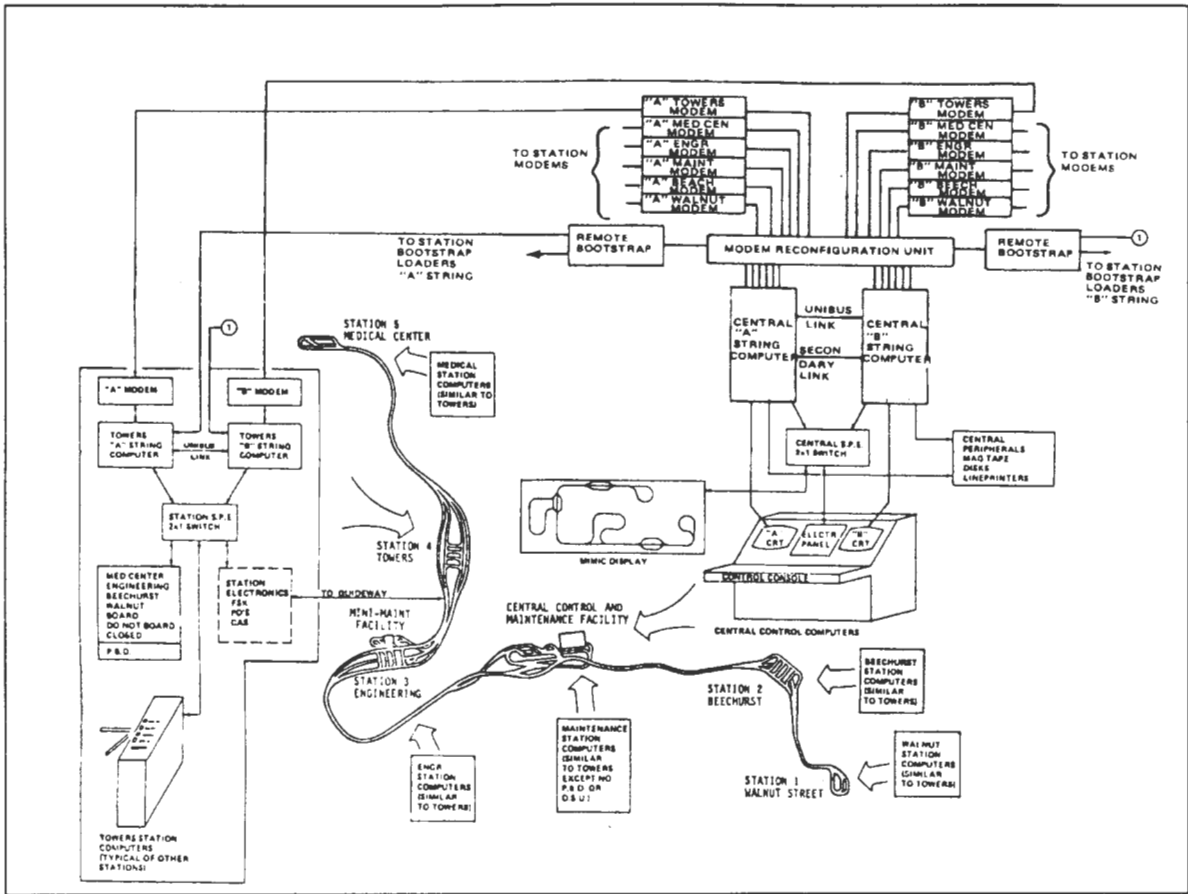 "A" TOWERS
MODEM
"A" MED CEN
MODEM
"A" ENGR
MODEM
"A" MAINT
MODEM
"A" BEACH
MODEM
"A" WALNUT
MODEM
TO STATION
MODEMS
"B" TOWERS
MODEM
"B" MED CEN
MODEM
"B" ENGR
MODEM
"B" MAINT
MODEM
"B" BEECH
MODEM
"B" WALNUT
MODEM
TO STATION
MODEMS
TO STATION
BOOTSTRAP
LOADERS
"A" STRING
REMOTE
BOOTSTRAP
MODEM RECONFIGURATION UNIT
REMOTE
BOOTSTRAP
1
TO STATION
BOOTSTRAP
LOADERS
"B" STRING
CENTRAL
"A"
STRING
COMPUTER
UNIBUS
LINK
SECON
DARY
LINK
CENTRAL
"B"
STRING
COMPUTER
CENTRAL S.P.E.
2x1 SWITCH
CENTRAL
PERIPHERALS
MAG TAPE
DISKS
LINEPRINTERS
MIMIC DISPLAY
"A"
CRT
ELECTR
PANEL
"B"
CRT
CONTROL CONSOLE
CENTRAL CONTROL COMPUTERS
1
"A" MODEM
"B" MODEM
TOWERS
"A" STRING
COMPUTER
UNIBUS
LINK
TOWERS
"B" STRING
COMPUTER
STATION S.P.E
2x1 SWITCH
MED CENTER
ENGINEERING
BEECHURST
WALNUT
BOARD
DO NOT BOARD
CLOSED
P.B.D.
STATION
ELECTRONICS
FSK
PD'S
CAS
TO GUIDEWAY
TOWERS STATION
COMPUTERS
(TYPICAL OF OTHER
STATIONS)
STATION 5
MEDICAL CENTER
MEDICAL
STATION
COMPUTERS
(SIMILAR TO
TOWERS)
STATION 4
TOWERS
MINI-MAINT
FACILITY
STATION 3
ENGINEERING
ENGR
STATION
COMPUTERS
(SIMILAR
TO TOWERS)
CENTRAL CONTROL AND
MAINTENANCE FACILITY
MAINTENANCE
STATION
COMPUTERS
(SIMILAR
TO TOWERS
EXCEPT NO
P.B.D OR
D.S.U.)
STATION 2
BEECHURST
BEECHURST
STATION
COMPUTERS
(SIMILAR
TO TOWERS)
STATION 1
WALNUT STREET
WALNUT
STATION
COMPUTERS
(SIMILAR
TO TOWERS)